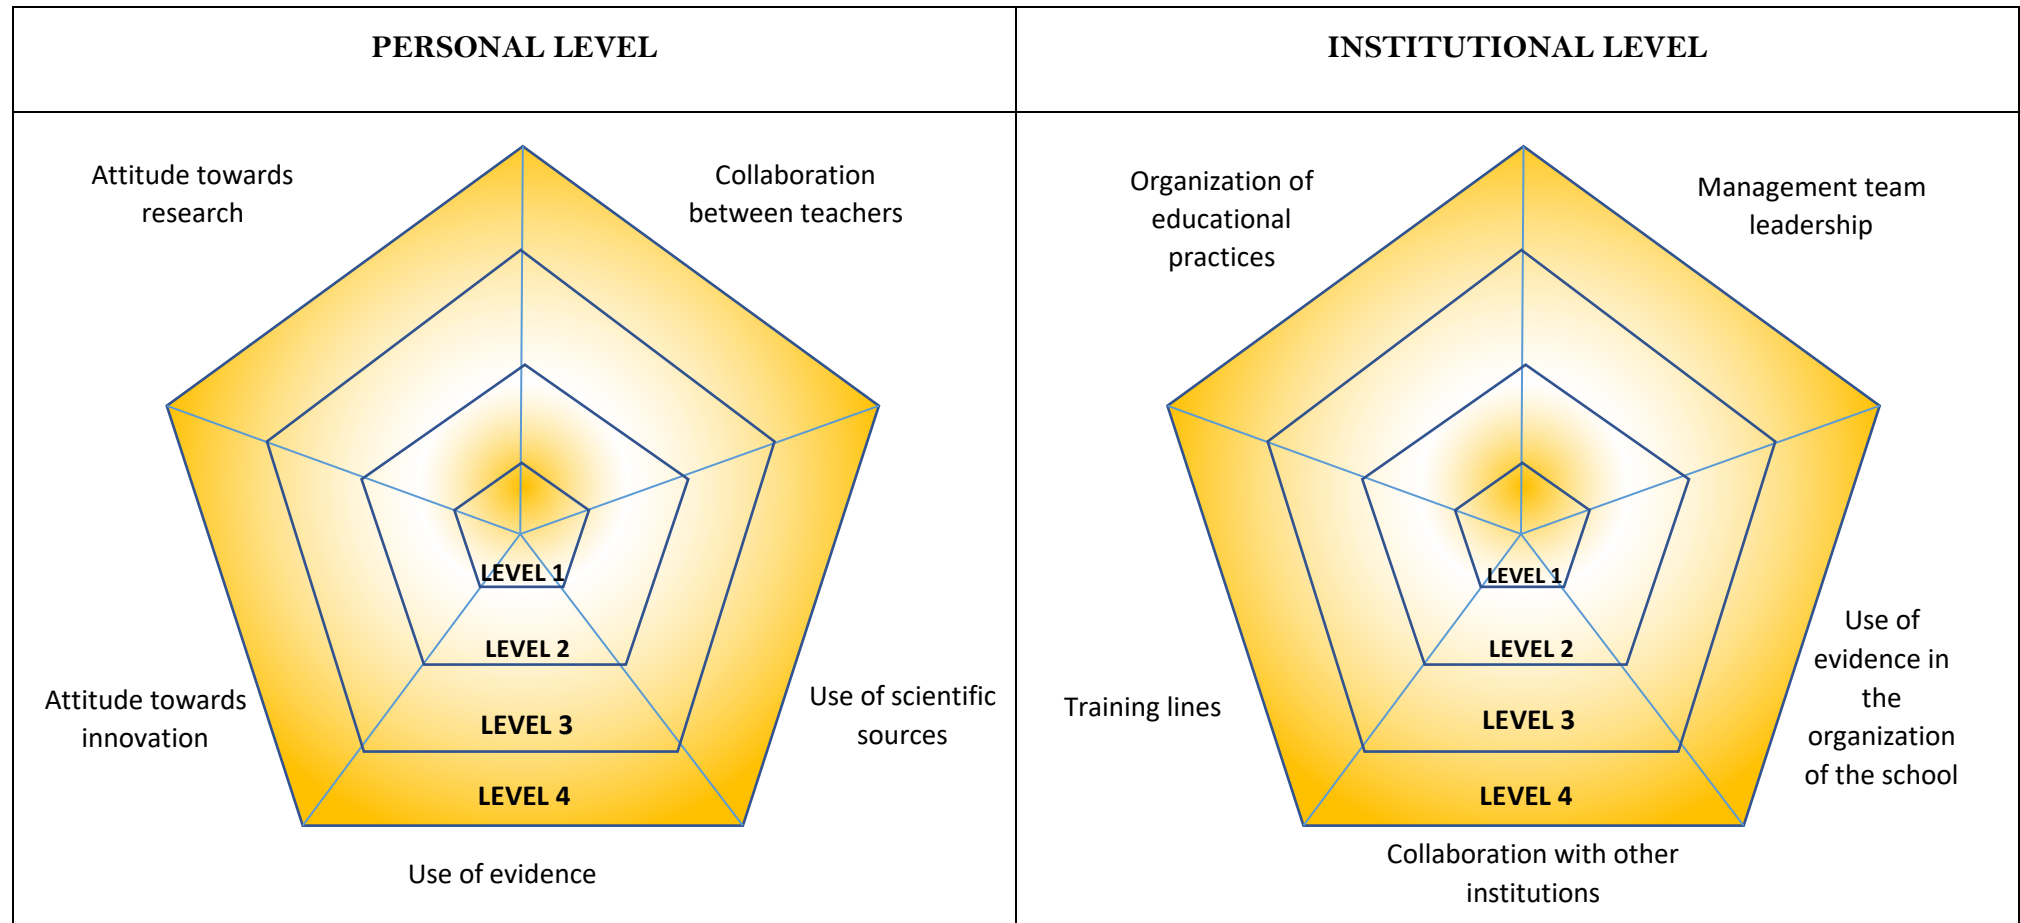 PERSONAL LEVEL
Attitude towards
research
Collaboration
between teachers
LEVEL 1
LEVEL 2
LEVEL 3
LEVEL 4
Attitude towards
innovation
Use of scientific
sources
Use of evidence
INSTITUTIONAL LEVEL
Organization of
educational
practices
Management team
leadership
LEVEL 1
LEVEL 2
LEVEL 3
LEVEL 4
Training lines
Use of
evidence in
the
organization
of the school
Collaboration with other
institutions